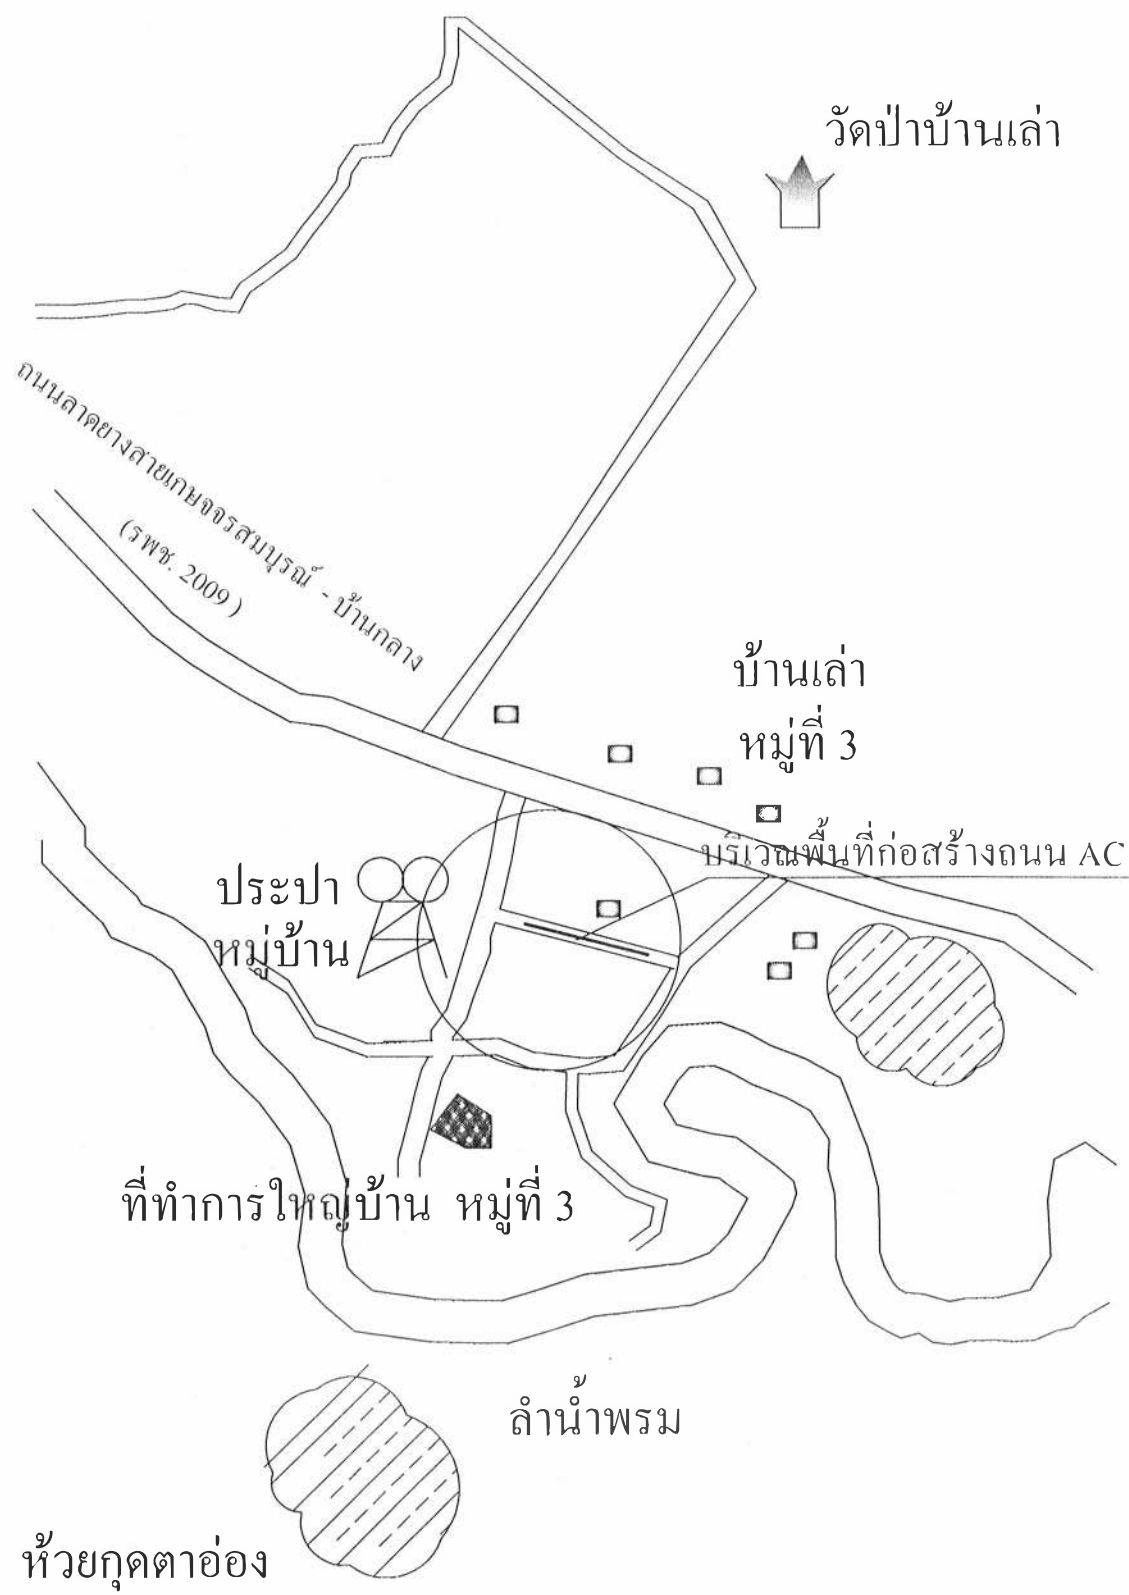 วัดป่าบ้านเล่า
ถนนลาดยางสายเกษจรสมบุรณ์ - บ้านกลาง
(รพช. 2009)
บ้านเล่า
หมู่ที่ 3
บริเวณพื้นที่ก่อสร้างถนน AC
ประปา
หมู่บ้าน
ที่ทำการใหญ่บ้าน หมู่ที่ 3
ลำน้ำพรม
ห้วยกุดตาอ่อง